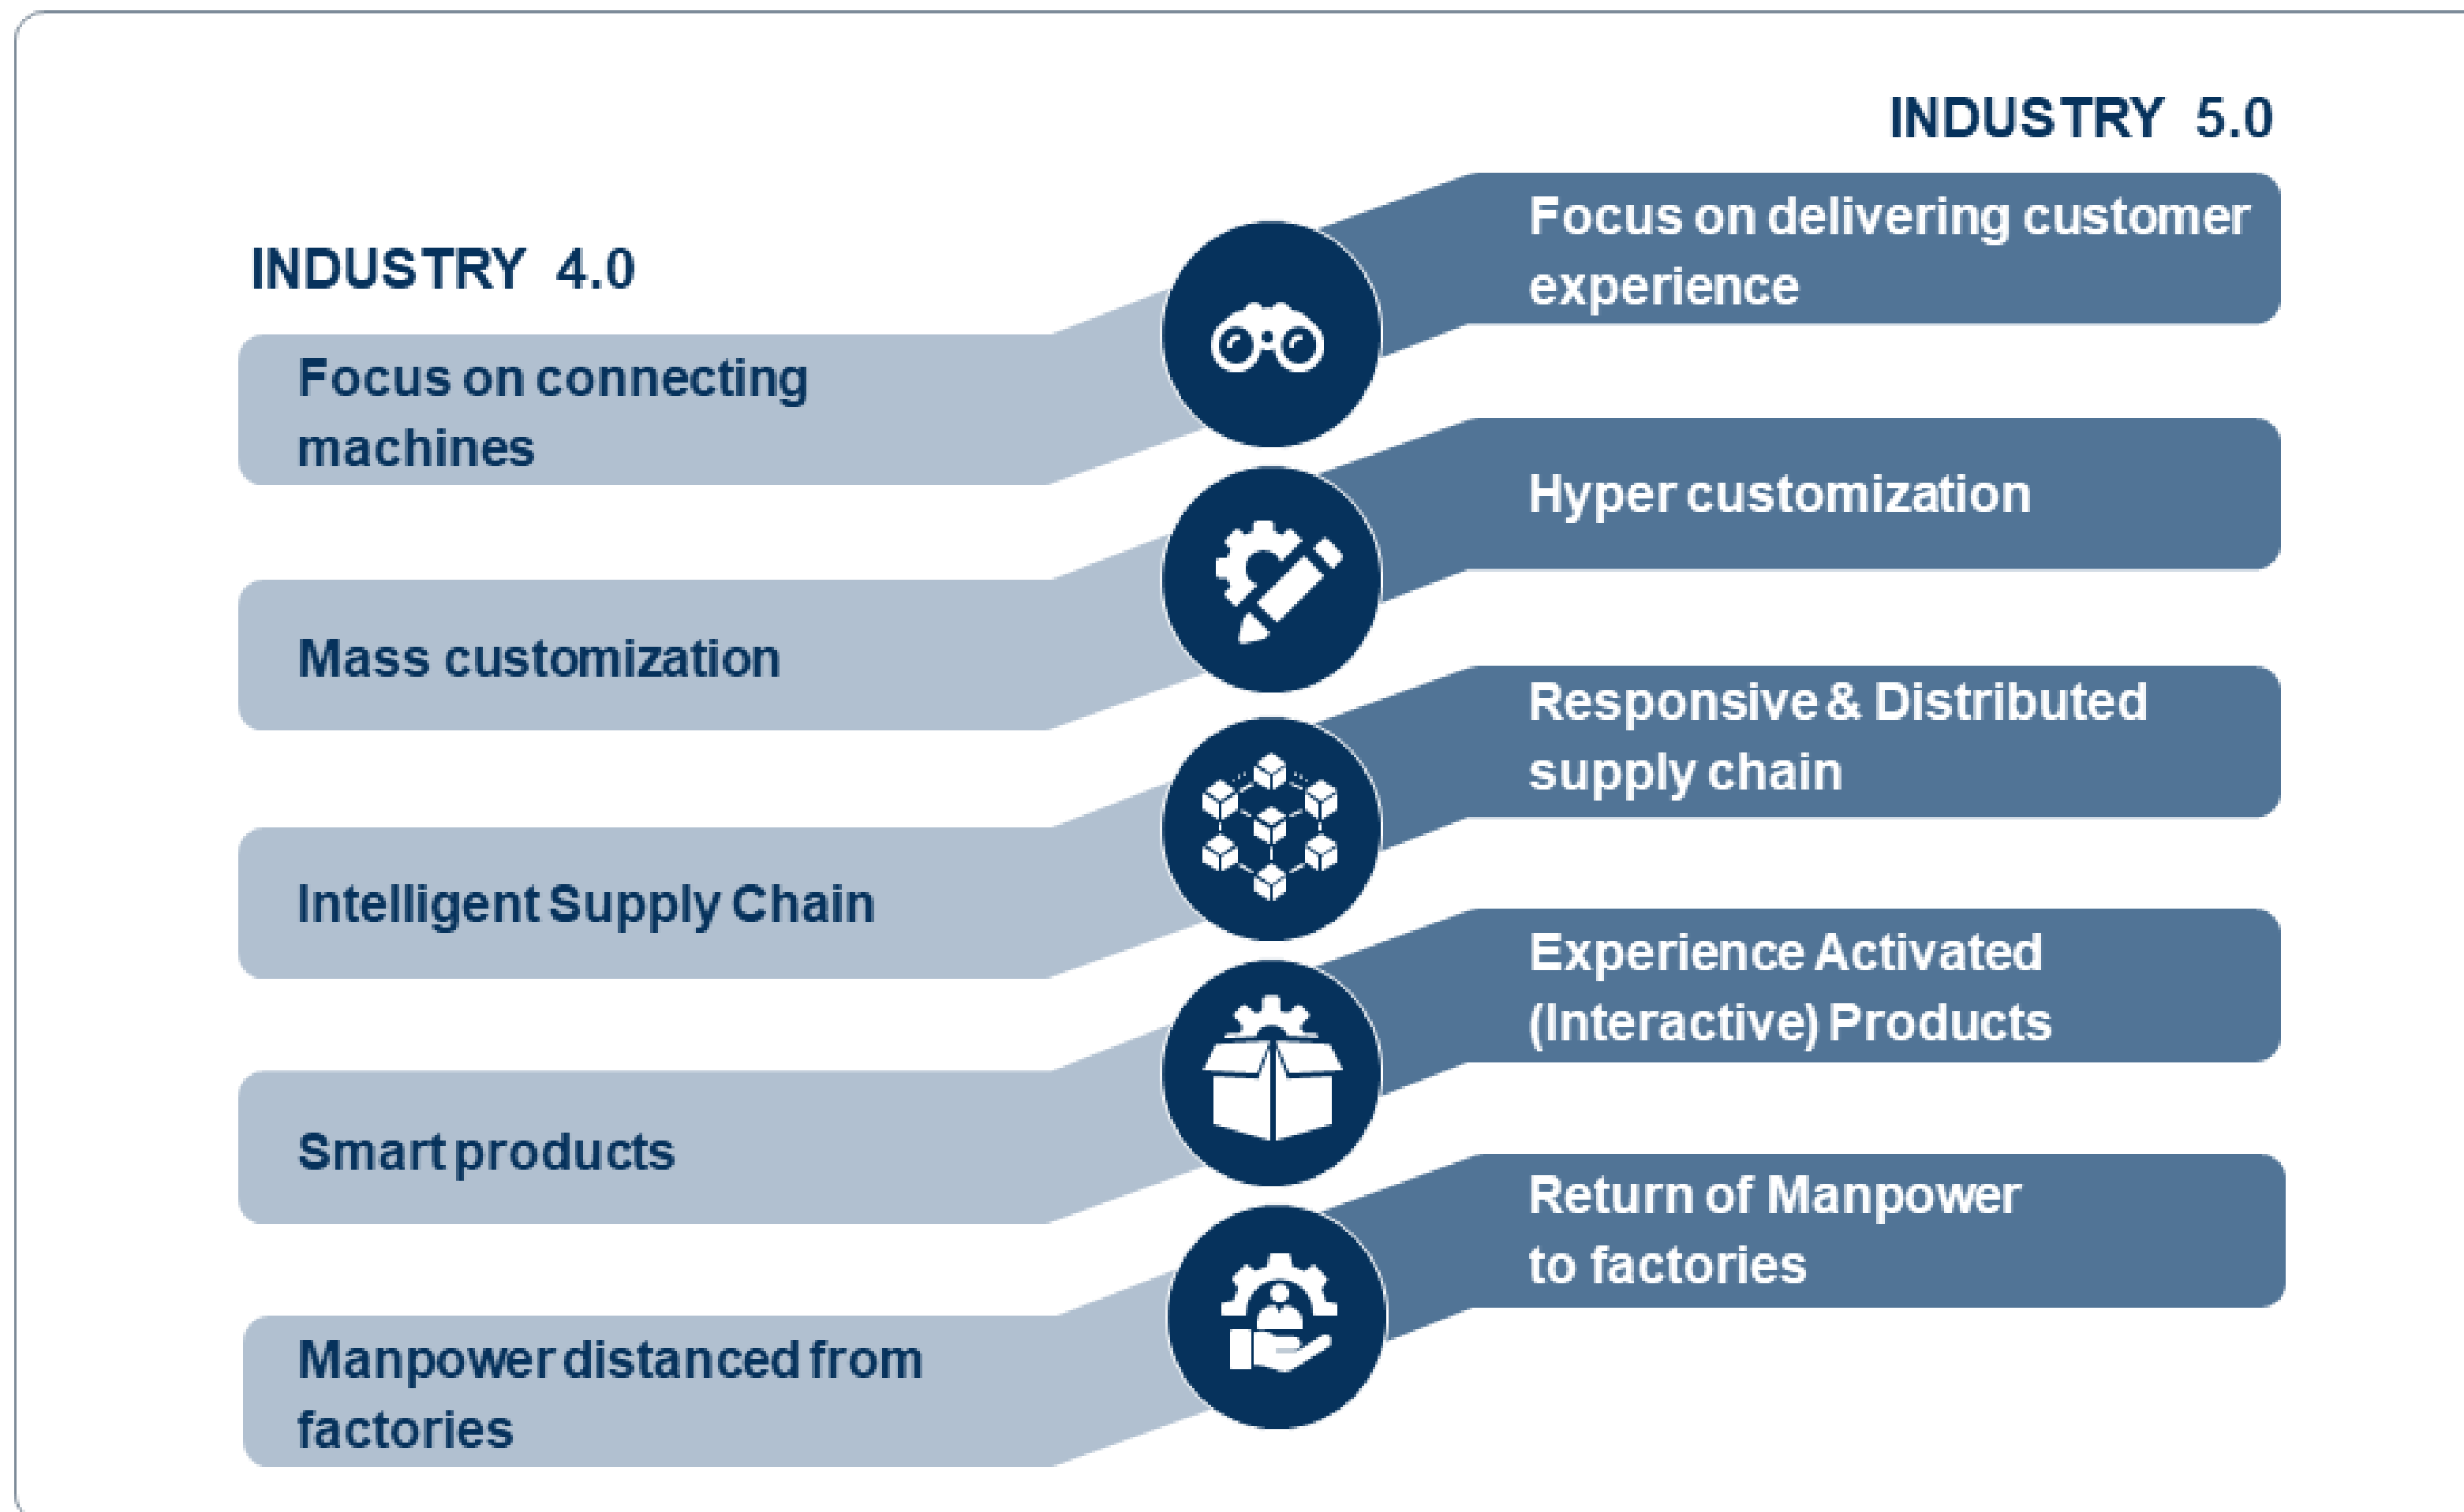 INDUSTRY 4.0
Focus on connecting
machines
Mass customization
Intelligent Supply Chain
Smart products
Manpower distanced from
factories
INDUSTRY 5.0
Focus on delivering customer
experience
Hyper customization
Responsive & Distributed
supply chain
Experience Activated
(Interactive) Products
Return of Manpower
to factories